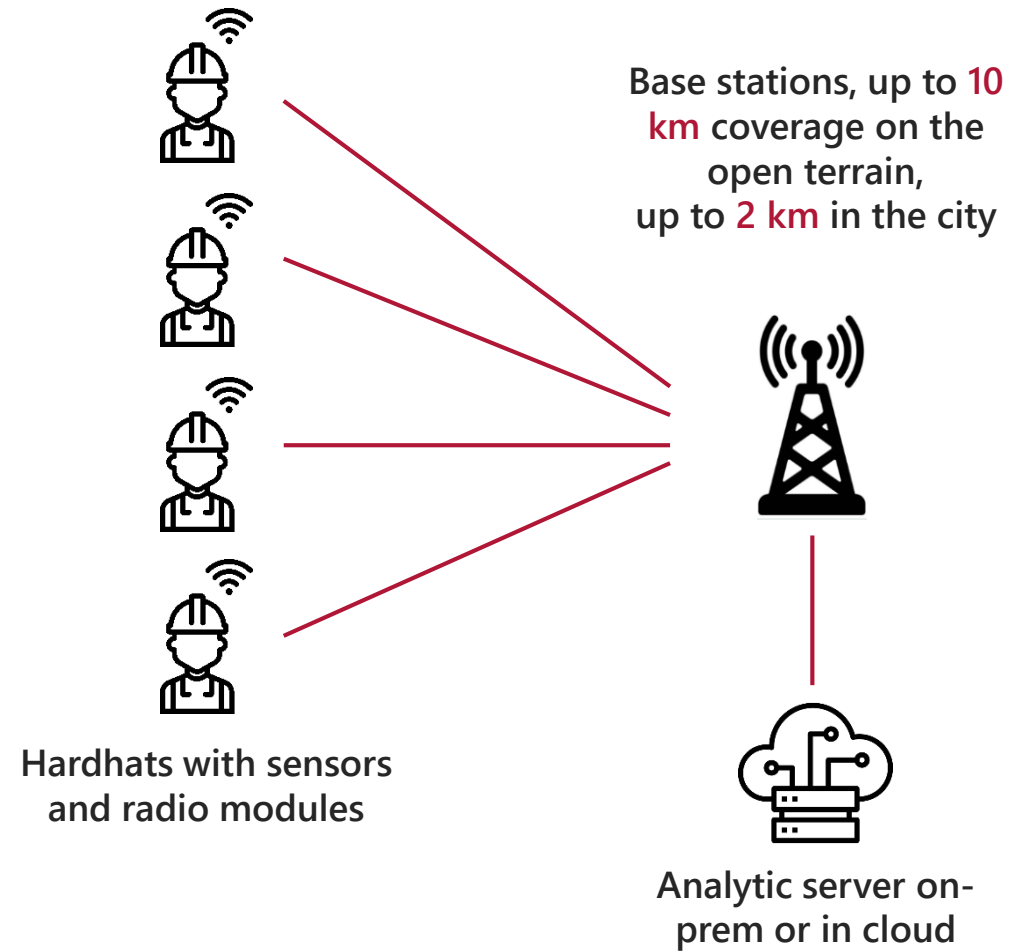 Base stations, up to 10
km coverage on the
open terrain,
up to 2 km in the city
Hardhats with sensors
and radio modules
Analytic server on-
prem or in cloud